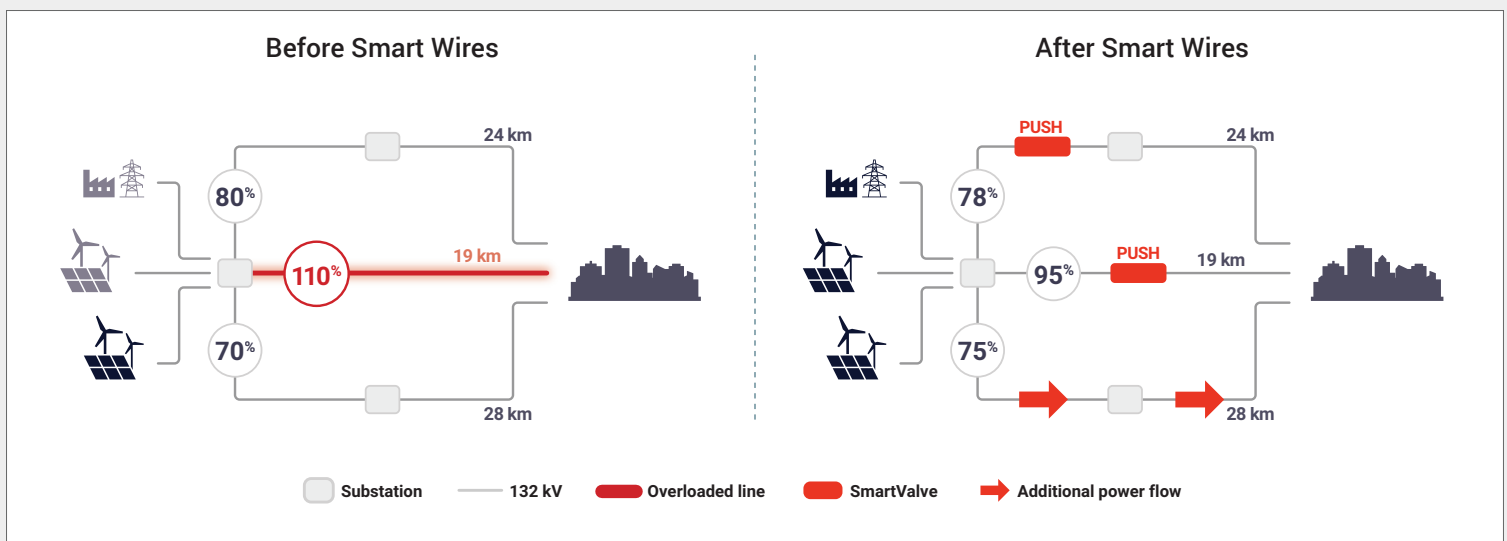 Before Smart Wires
24 km
80%
19 km
110%
70%
28 km
After Smart Wires
PUSH
24 km
78%
PUSH
19 km
95%
75%
28 km
Substation
132 kV
Overloaded line
SmartValve
Additional power flow